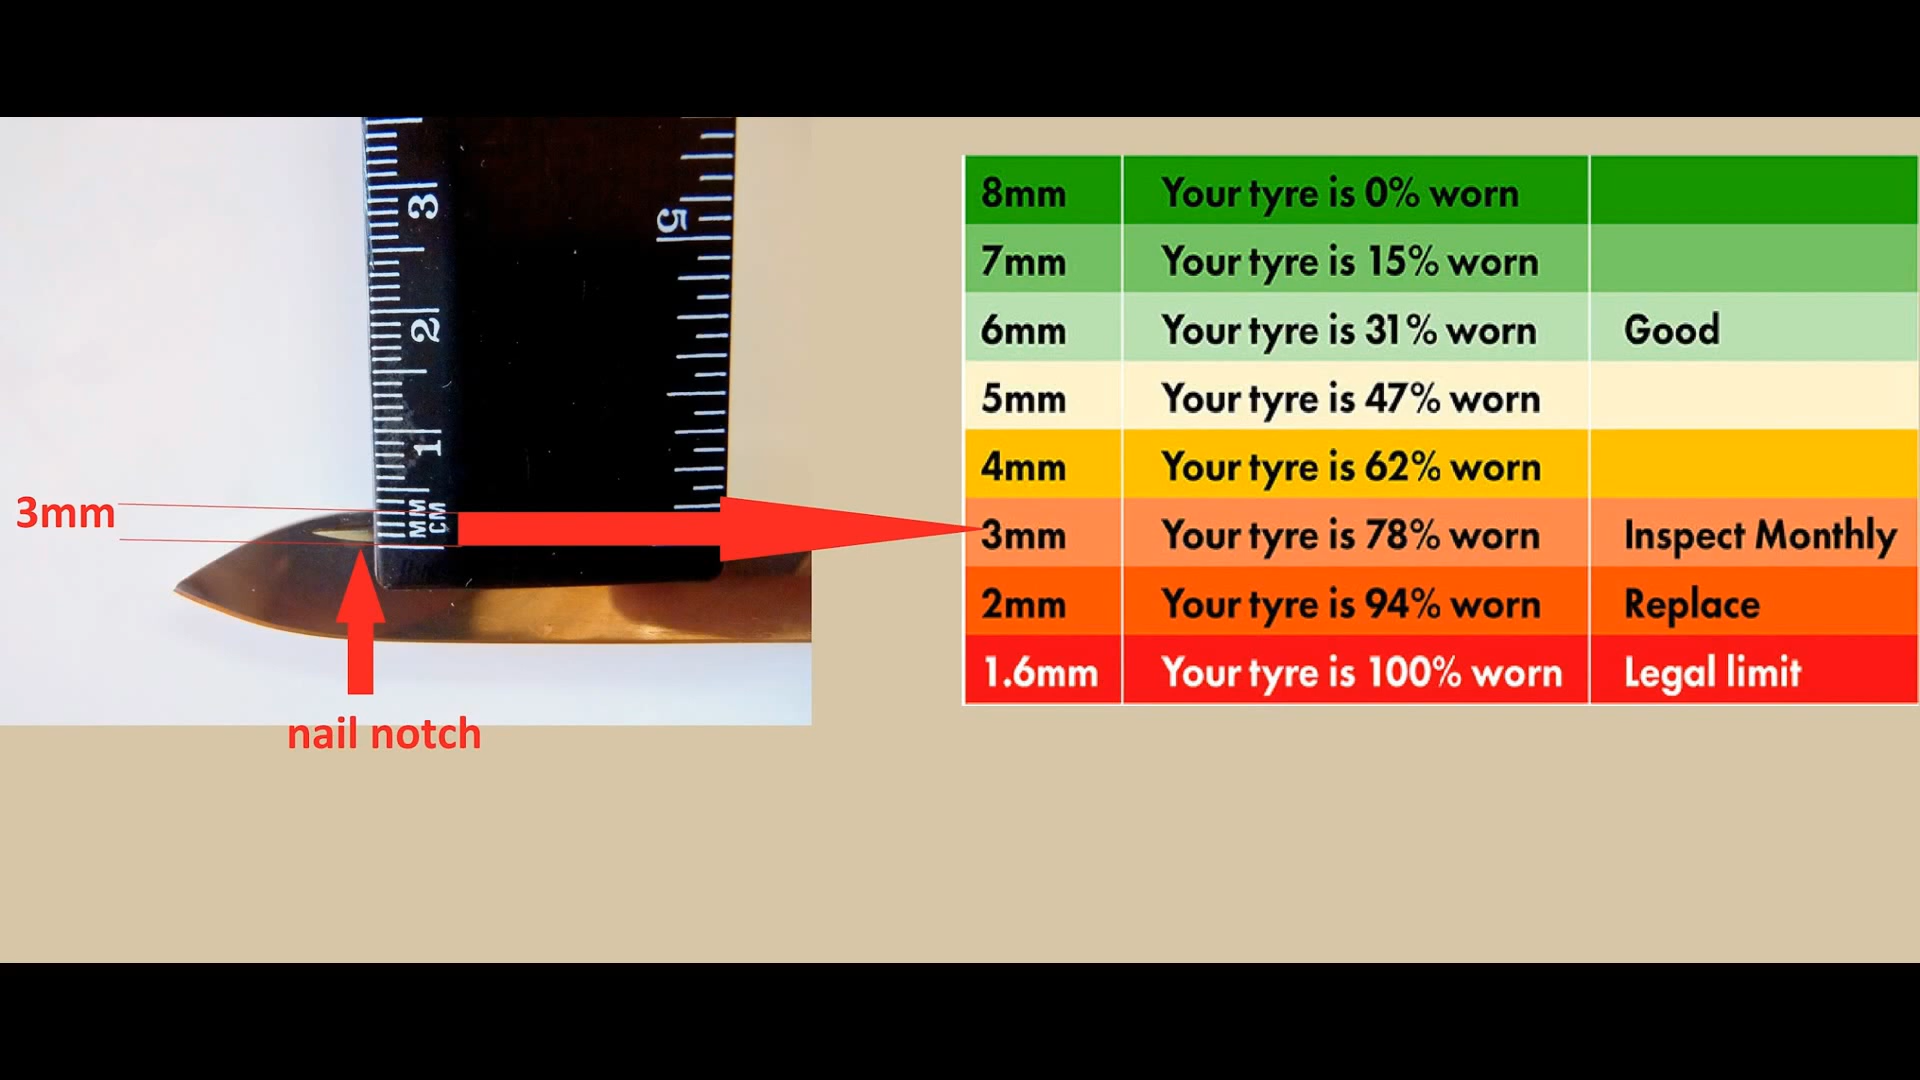 3
2
1
MM
CM
5
3mm
nail notch
8mm Your tyre is 0% worn
7mm Your tyre is 15% worn
6mm Your tyre is 31% worn Good
5mm Your tyre is 47% worn
4mm Your tyre is 62% worn
3mm Your tyre is 78% worn Inspect Monthly
2mm Your tyre is 94% worn Replace
1.6mm Your tyre is 100% worn Legal limit